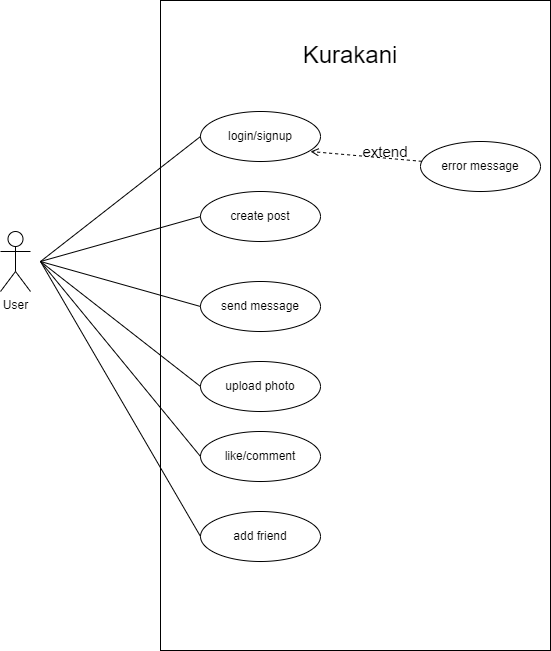 Kurakani
login/signup
extend
error message
create post
User
send message
upload photo
like/comment
add friend